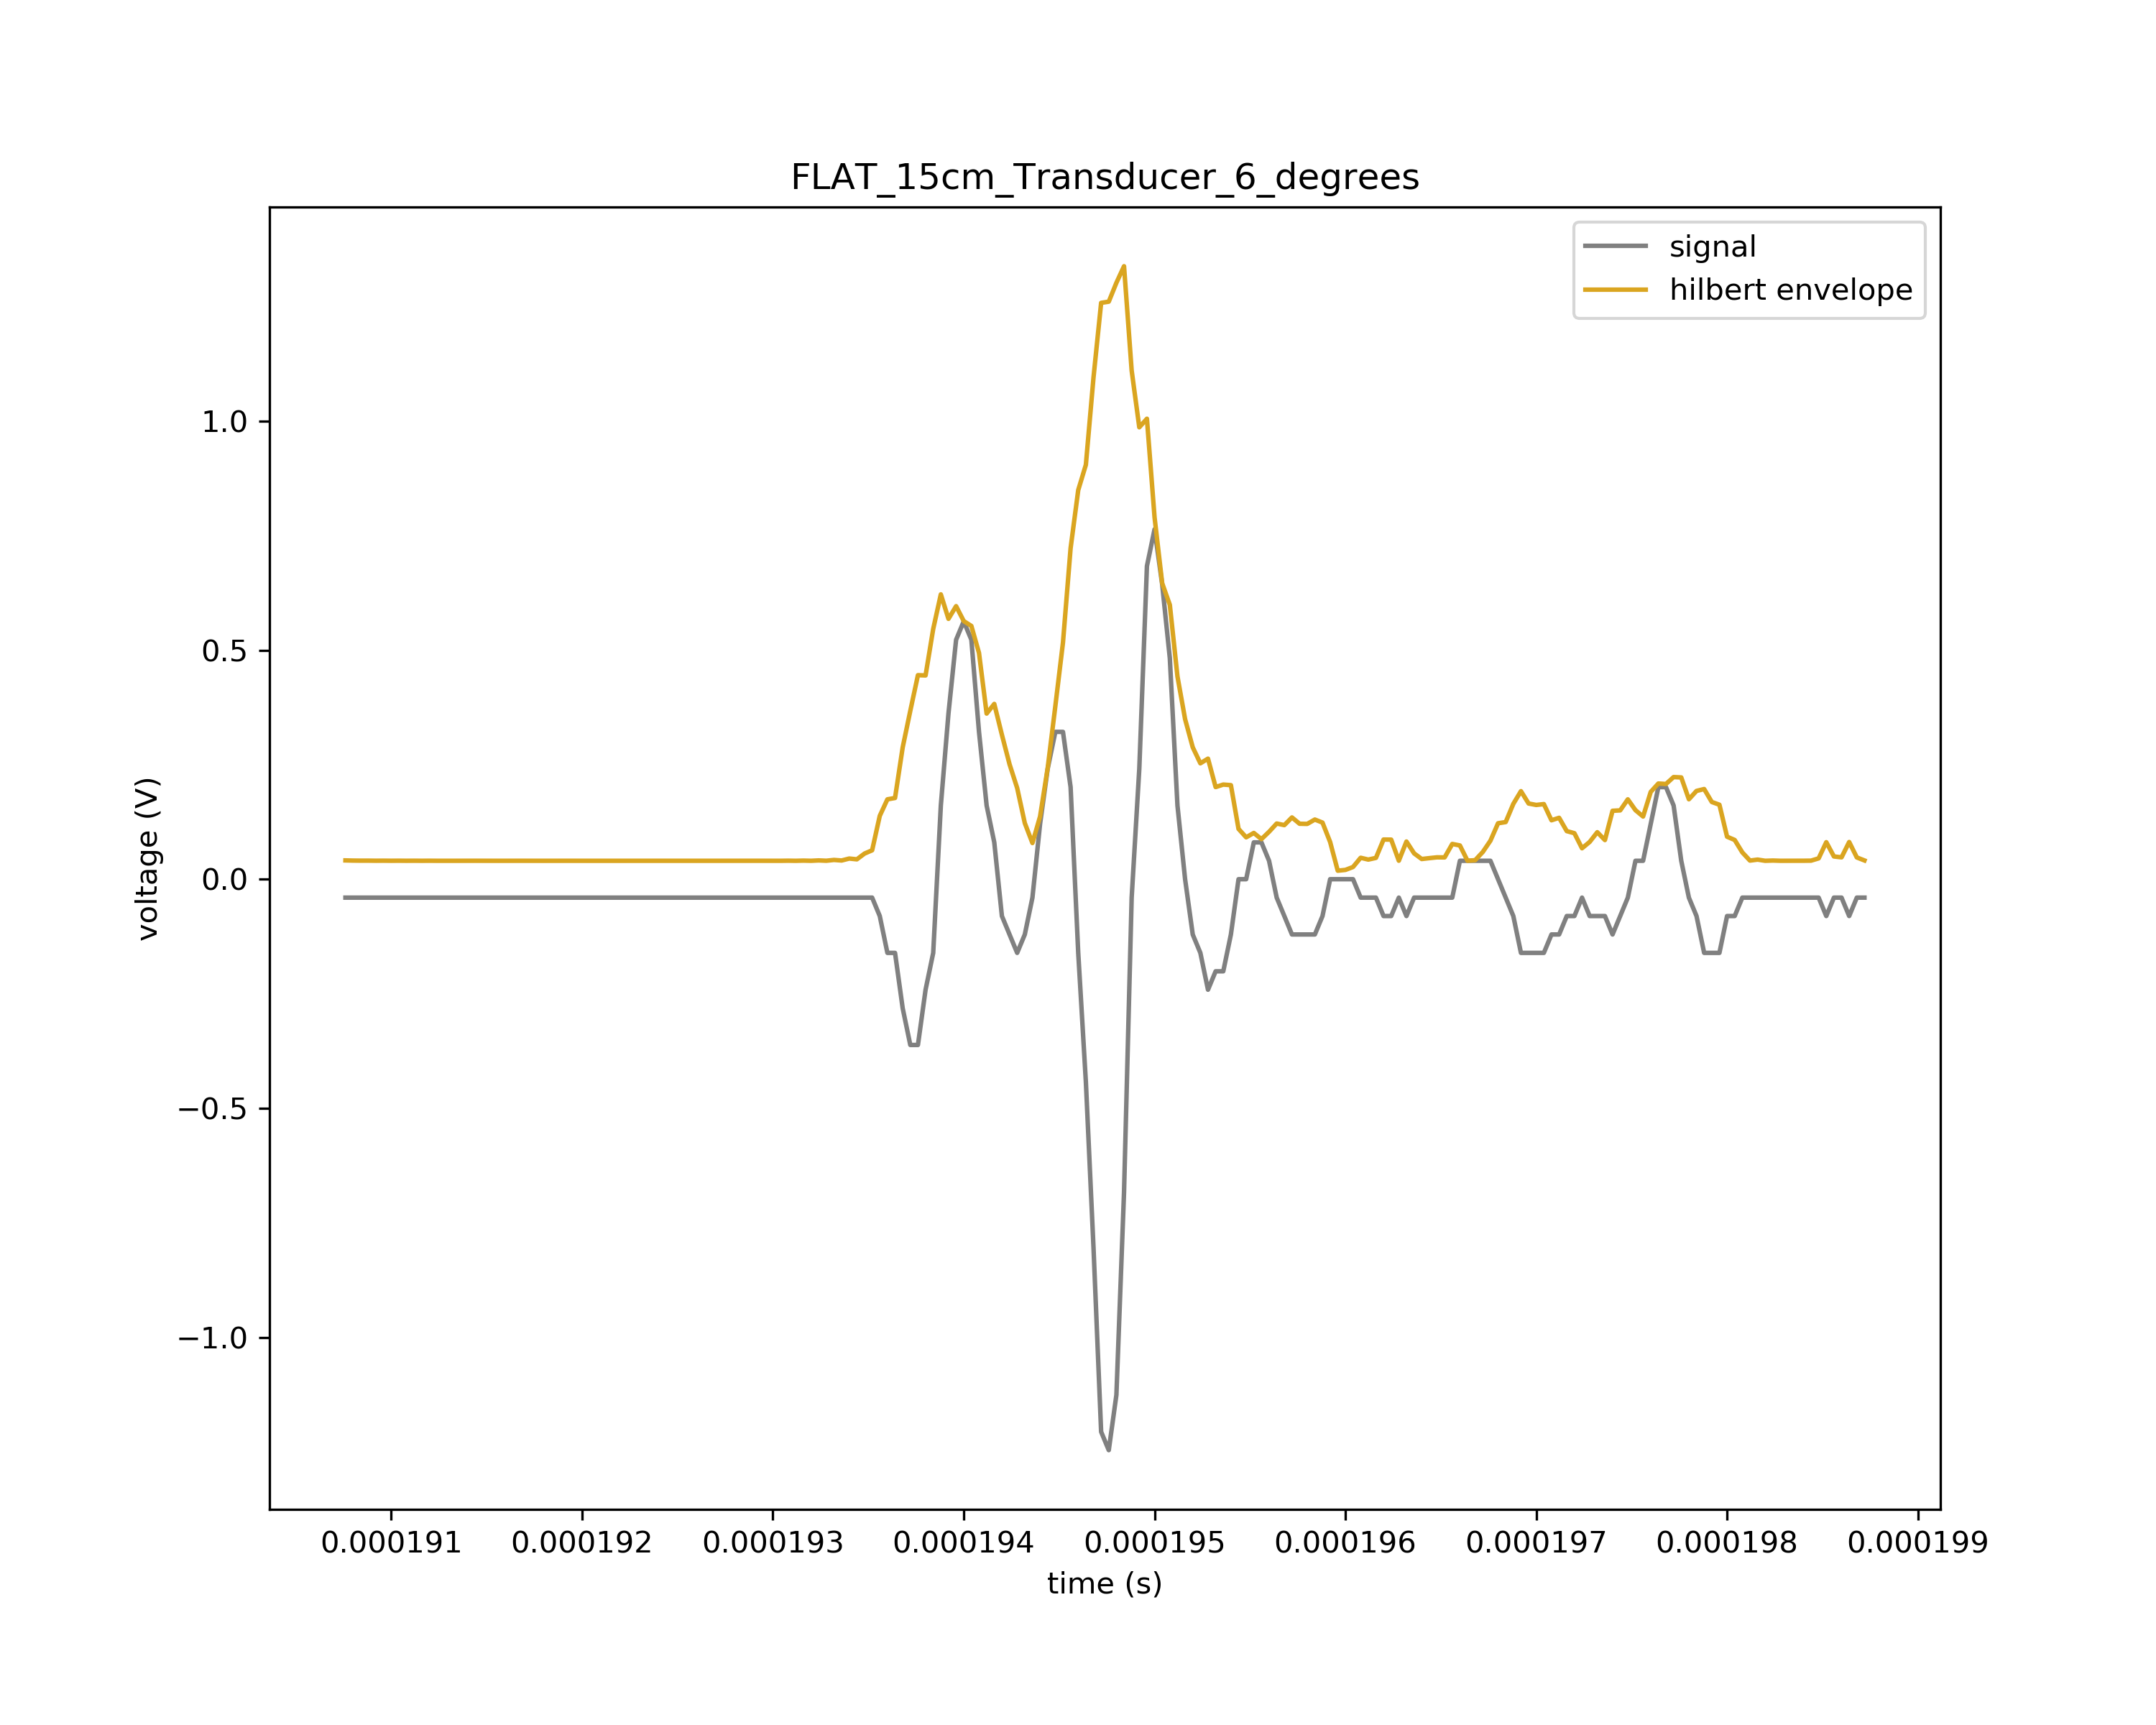 FLAT_15cm_Transducer_6_degrees
signal
hilbert envelope
voltage (V)
1.0
0.5
0.0
−0.5
−1.0
0.000191 0.000192 0.000193 0.000194 0.000195 0.000196 0.000197 0.000198 0.000199
time (s)